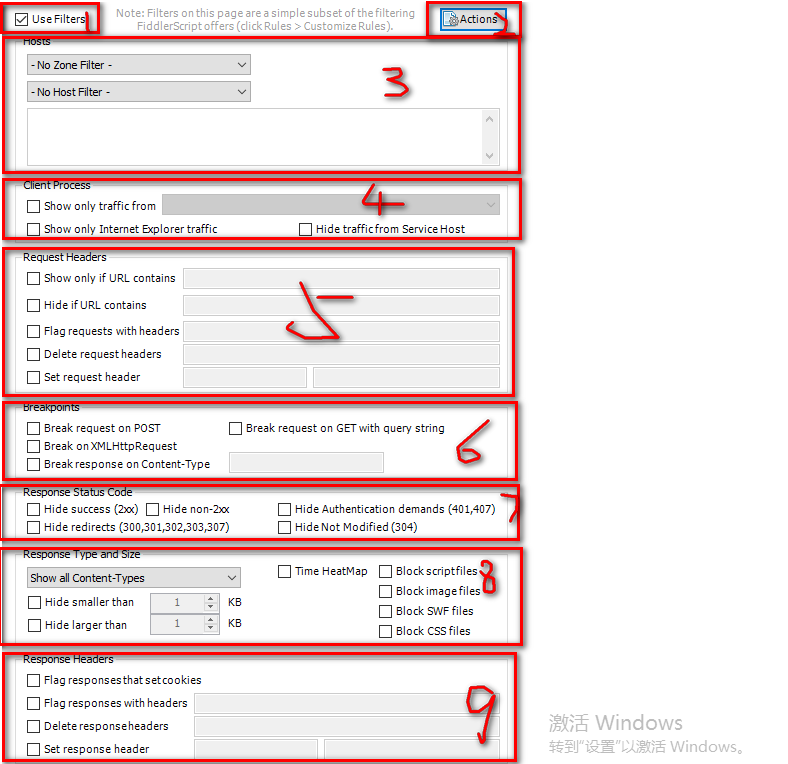 Use Filters
1
Note: Filters on this page are a simple subset of the filtering
FiddlerScript offers (click Rules > Customize Rules).
Actions
2
Hosts
- No Zone Filter -
3
- No Host Filter -
Client Process
4
Show only traffic from
Show only Internet Explorer traffic
Hide traffic from Service Host
Request Headers
5
Show only if URL contains
Hide if URL contains
Flag requests with headers
Delete request headers
Set request header
Breakpoints
6
Break request on POST
Break request on GET with query string
Break on XMLHttpRequest
Break response on Content-Type
Response Status Code
7
Hide success (2xx)
Hide non-2xx
Hide Authentication demands (401,407)
Hide redirects (300,301,302,303,307)
Hide Not Modified (304)
Response Type and Size
8
Show all Content-Types
Time HeatMap
Block script files
Block image files
Hide smaller than
1
KB
Block SWF files
Hide larger than
1
KB
Block CSS files
Response Headers
9
Flag responses that set cookies
Flag responses with headers
Delete response headers
Set response header
激活 Windows
转到“设置”以激活 Windows。